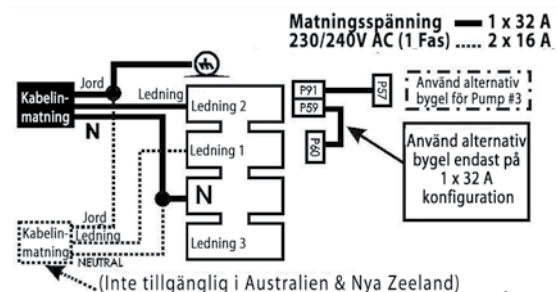 Matningsspänning 1 x 32 A
230/240V AC (1 Fas) ..... 2 x 16 A
Jord
Kabelin-
matning
Ledning
N
Ledning 2
Ledning 1
N
Ledning 3
P91
P59
P57
P60
Använd alternativ
bygel för Pump #3
Använd alternativ
bygel endast på
1 x 32 A
konfiguration
Jord
Kabelin-
matning
Ledning
NEUTRAL
(Inte tillgänglig i Australien & Nya Zeeland)